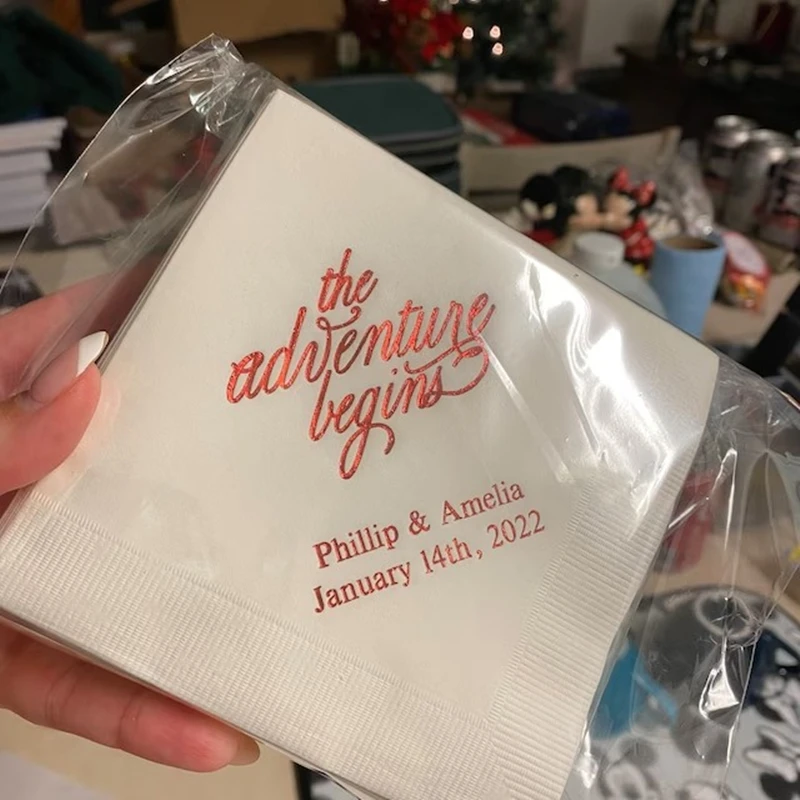 the
adventure
begins
Phillip & Amelia
January 14th, 2022